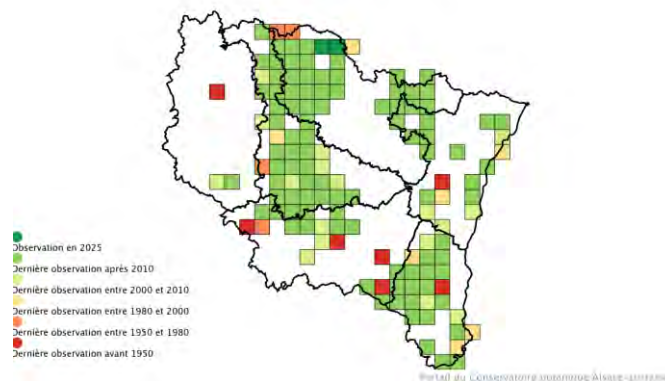 Observation en 2025
Dernière observation après 2010
Dernière observation entre 2000 et 2010
Dernière observation entre 1980 et 2000
Dernière observation entre 1950 et 1980
Dernière observation avant 1950
Portail du Conservatoire botanique Alsace-Lorraine